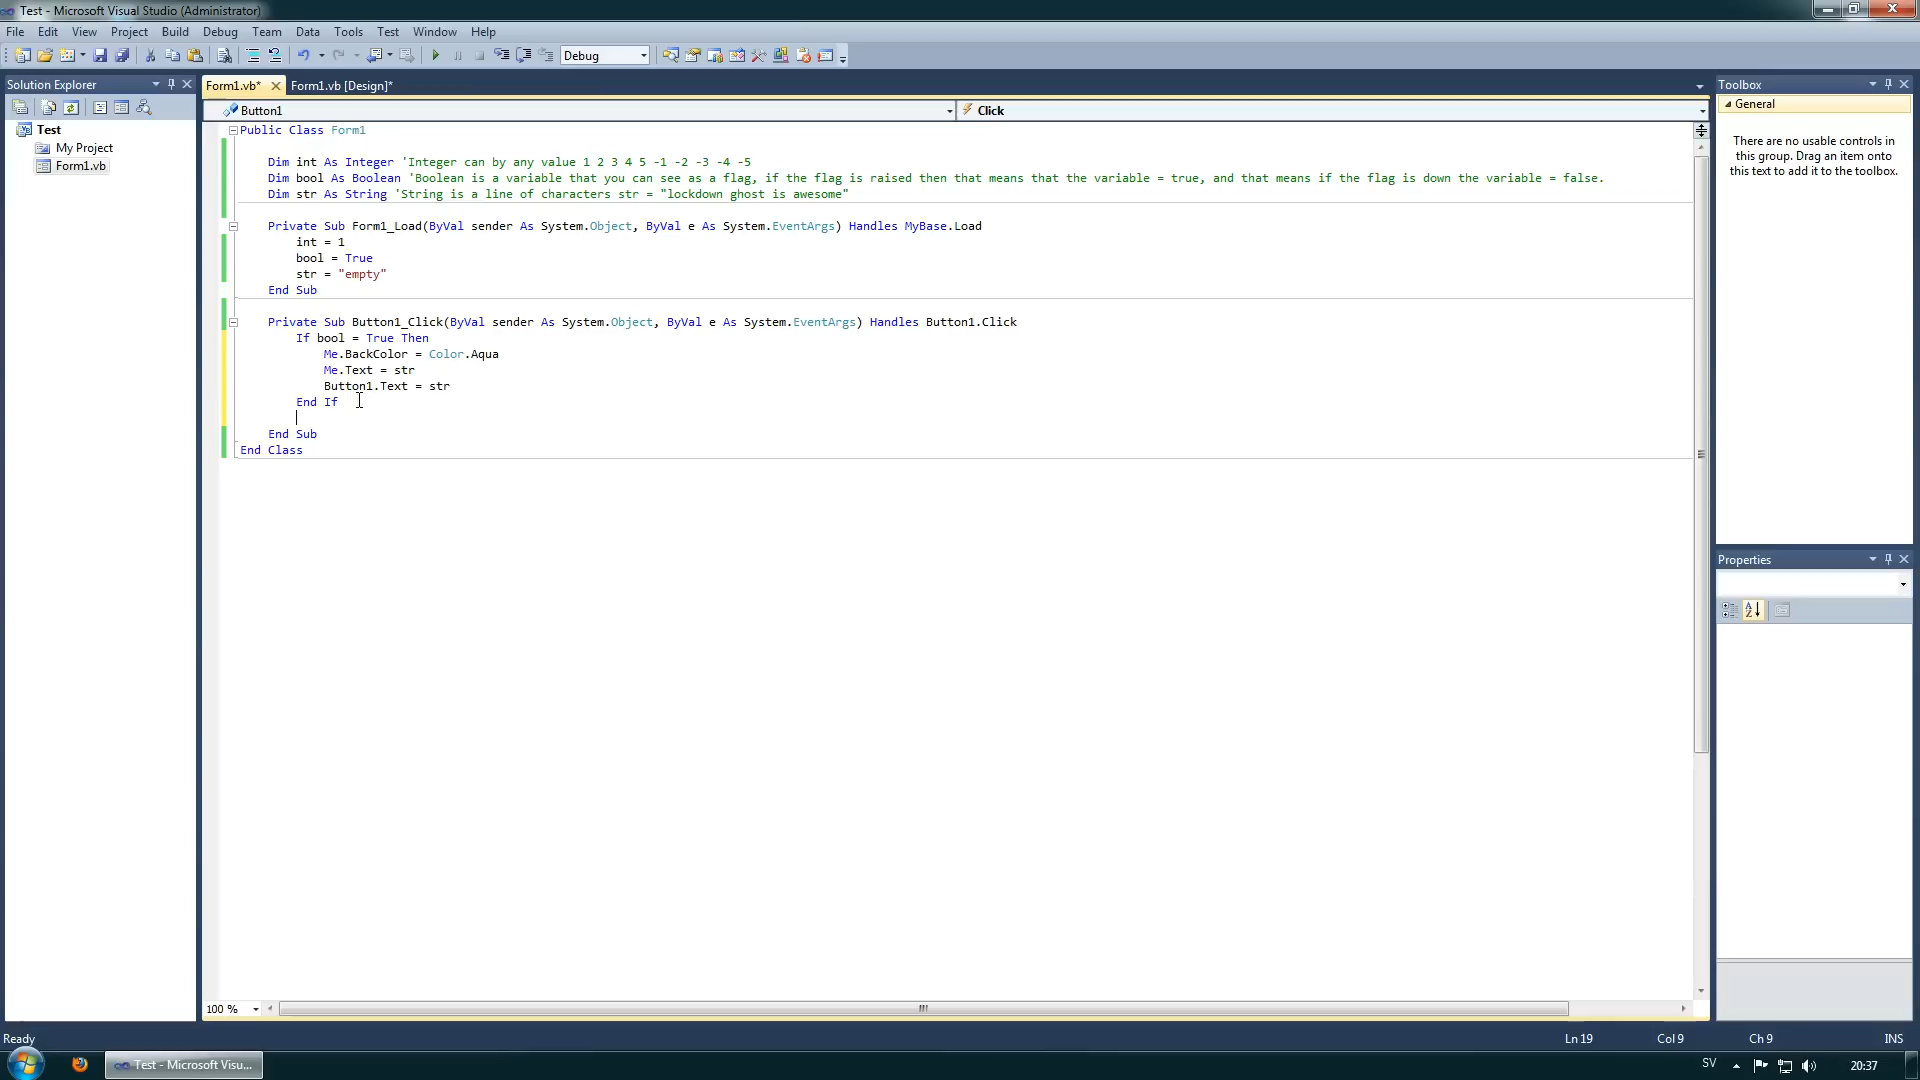 Test - Microsoft Visual Studio (Administrator)
File Edit View Project Build Debug Team Data Tools Test Window Help
Debug
Solution Explorer
Test
My Project
Form1.vb
Form1.vb* Form1.vb [Design]*
Button1 Click
Public Class Form1
Dim int As Integer 'Integer can by any value 1 2 3 4 5 -1 -2 -3 -4 -5
Dim bool As Boolean 'Boolean is a variable that you can see as a flag, if the flag is raised then that means that the variable = true, and that means if the flag is down the variable = false.
Dim str As String 'String is a line of characters str = "lockdown ghost is awesome"
Private Sub Form1_Load(ByVal sender As System.Object, ByVal e As System.EventArgs) Handles MyBase.Load
int = 1
bool = True
str = "empty"
End Sub
Private Sub Button1_Click(ByVal sender As System.Object, ByVal e As System.EventArgs) Handles Button1.Click
If bool = True Then
Me.BackColor = Color.Aqua
Me.Text = str
Button1.Text = str
End If
End Sub
End Class
100 %
Toolbox
General
There are no usable controls in
this group. Drag an item onto
this text to add it to the toolbox.
Properties
Ready Ln 19 Col 9 Ch 9 INS
Test - Microsoft Visu... SV 20:37